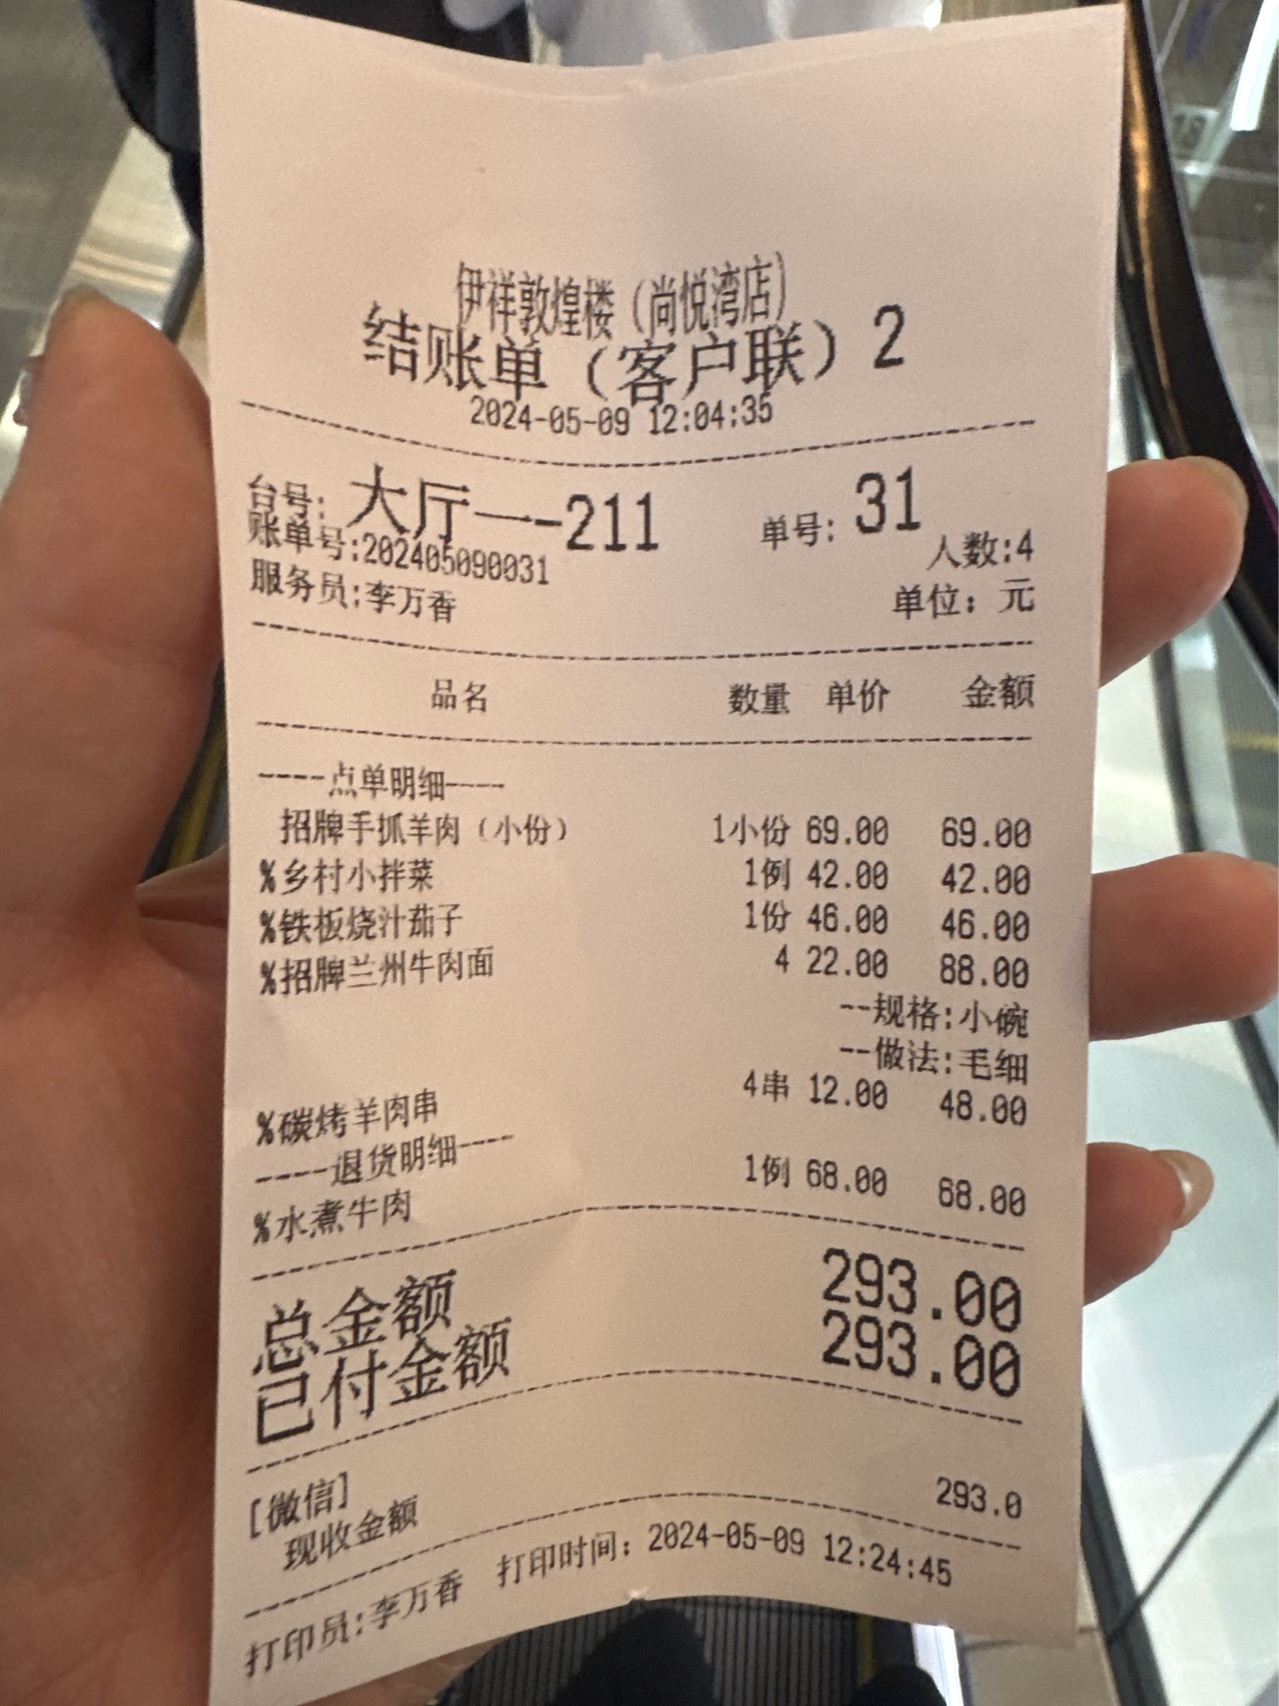 伊祥敦煌楼（尚悦湾店）
结账单（客户联）2
2024-05-09 12:04:35
台号: 大厅一-211 单号: 31
账单号:202405090031 人数:4
服务员:李万香 单位：元
品名 数量 单价 金额
----点单明细----
招牌手抓羊肉（小份） 1小份 69.00 69.00
%乡村小拌菜 1例 42.00 42.00
%铁板烧汁茄子 1份 46.00 46.00
%招牌兰州牛肉面 4 22.00 88.00
--规格:小碗
--做法:毛细
%碳烤羊肉串 4串 12.00 48.00
----退货明细----
%水煮牛肉 1例 68.00 68.00
总金额 293.00
已付金额 293.00
[微信]
现收金额 293.0
打印员:李万香 打印时间：2024-05-09 12:24:45